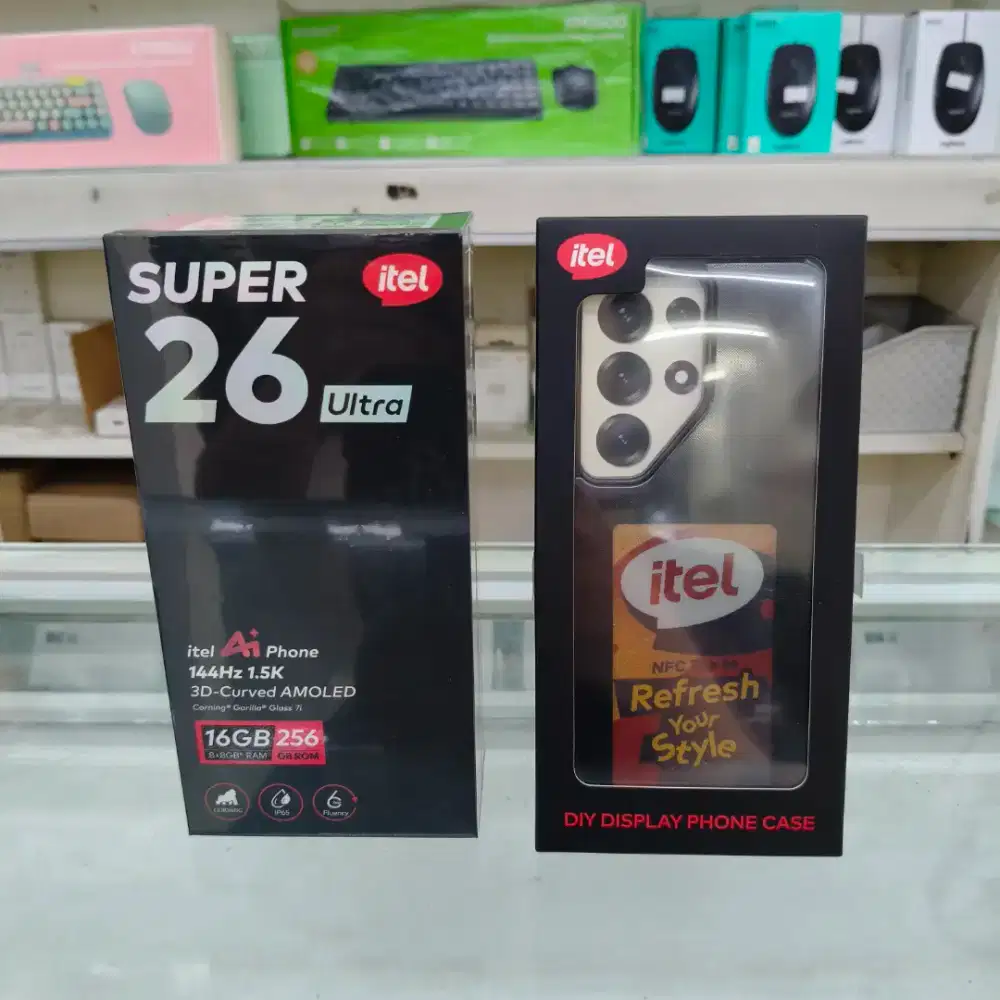 SUPER
itel
26
Ultra
itel Ai+ Phone
144Hz 1.5K
3D-Curved AMOLED
Corning® Gorilla® Glass 7i
16GB 256
8+8GB* RAM GB ROM
IP65
Fluency
itel
itel
NFC
Refresh
Your
Style
DIY DISPLAY PHONE CASE